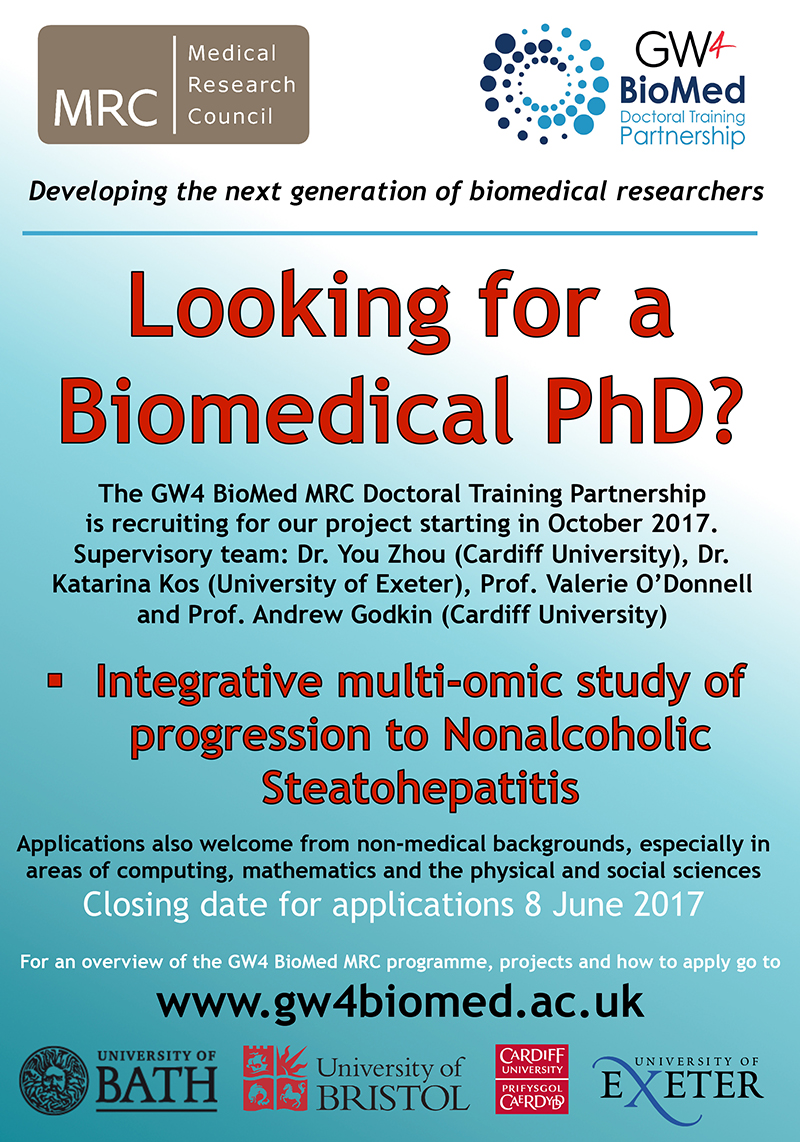 MRC
Medical
Research
Council
GW4
BioMed
Doctoral Training
Partnership
Developing the next generation of biomedical researchers
Looking for a
Biomedical PhD?
The GW4 BioMed MRC Doctoral Training Partnership
is recruiting for our project starting in October 2017.
Supervisory team: Dr. You Zhou (Cardiff University), Dr.
Katarina Kos (University of Exeter), Prof. Valerie O’Donnell
and Prof. Andrew Godkin (Cardiff University)
▪ Integrative multi-omic study of
progression to Nonalcoholic
Steatohepatitis
Applications also welcome from non-medical backgrounds, especially in
areas of computing, mathematics and the physical and social sciences
Closing date for applications 8 June 2017
For an overview of the GW4 BioMed MRC programme, projects and how to apply go to
www.gw4biomed.ac.uk
UNIVERSITY OF
BATH
University of
BRISTOL
CARDIFF
UNIVERSITY
PRIFYSGOL
CAERDYDD
UNIVERSITY OF
EXETER